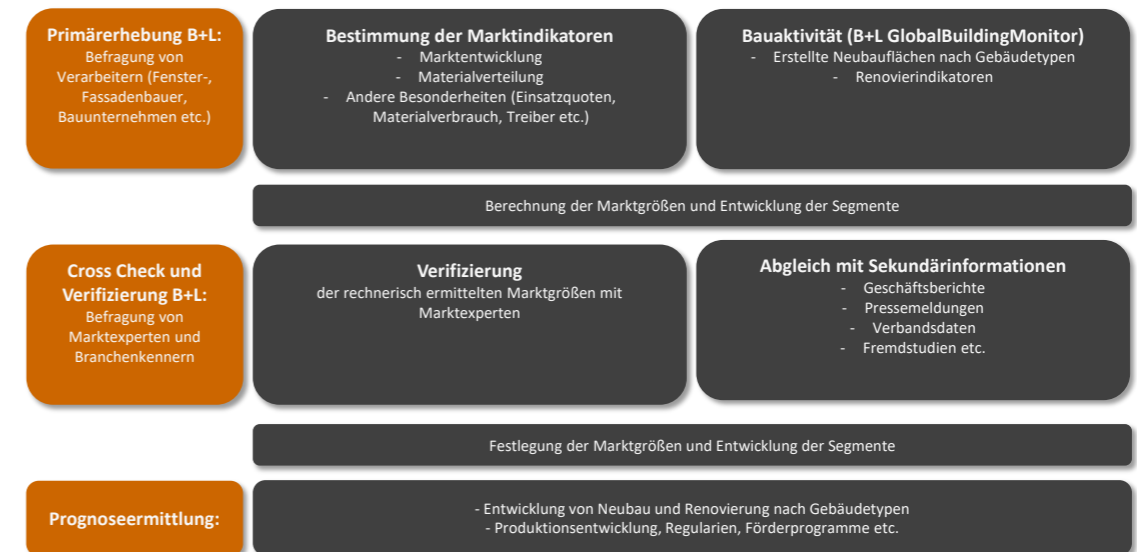 Primärerhebung B+L:
Befragung von
Verarbeitern (Fenster-,
Fassadenbauer,
Bauunternehmen etc.)
Bestimmung der Marktindikatoren
- Marktentwicklung
- Materialverteilung
- Andere Besonderheiten (Einsatzquoten,
Materialverbrauch, Treiber etc.)
Bauaktivität (B+L GlobalBuildingMonitor)
- Erstellte Neubauflächen nach Gebäudetypen
- Renovierindikatoren
Berechnung der Marktgrößen und Entwicklung der Segmente
Cross Check und
Verifizierung B+L:
Befragung von
Marktexperten und
Branchenkennern
Verifizierung
der rechnerisch ermittelten Marktgrößen mit
Marktexperten
Abgleich mit Sekundärinformationen
- Geschäftsberichte
- Pressemeldungen
- Verbandsdaten
- Fremdstudien etc.
Festlegung der Marktgrößen und Entwicklung der Segmente
Prognoseermittlung:
- Entwicklung von Neubau und Renovierung nach Gebäudetypen
- Produktionsentwicklung, Regularien, Förderprogramme etc.